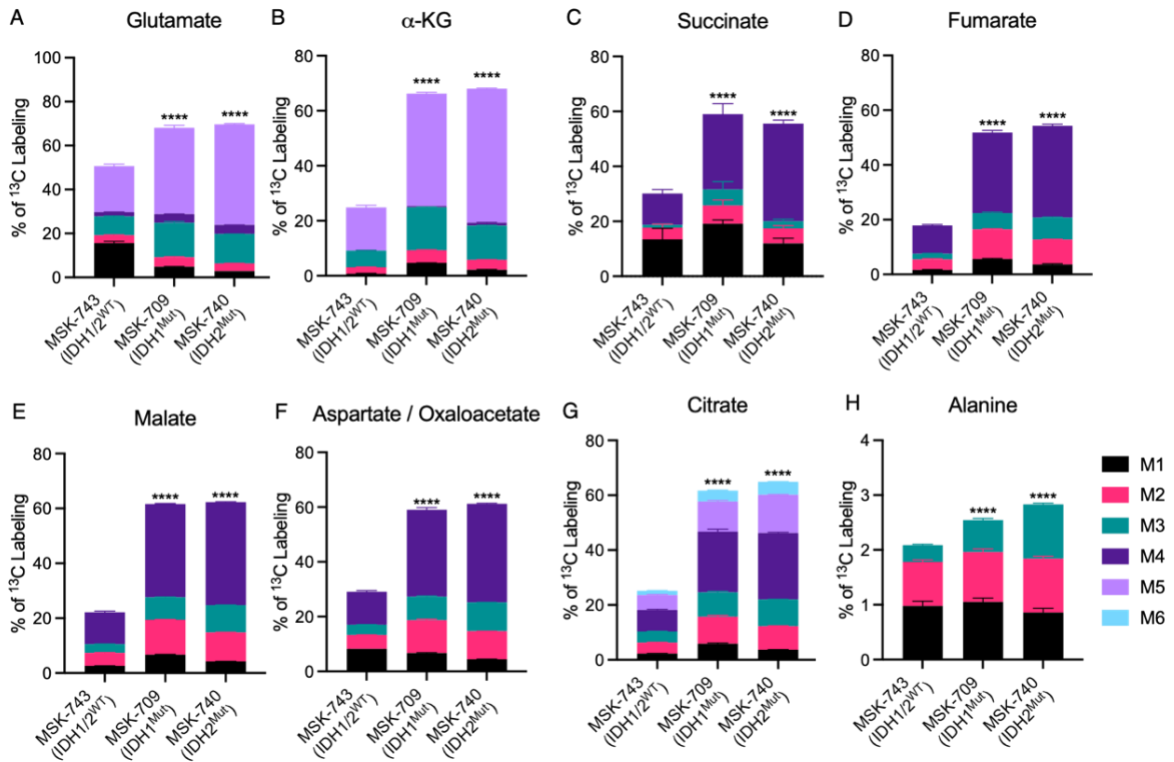 A
Glutamate
% of ¹³C Labeling
100
80
60
40
20
0
****
****
MSK-743
(IDH1/2ᵂᵀ)
MSK-709
(IDH1ᴹᵘᵗ)
MSK-740
(IDH2ᴹᵘᵗ)
B
α-KG
% of ¹³C Labeling
80
60
40
20
0
****
****
MSK-743
(IDH1/2ᵂᵀ)
MSK-709
(IDH1ᴹᵘᵗ)
MSK-740
(IDH2ᴹᵘᵗ)
C
Succinate
% of ¹³C Labeling
80
60
40
20
0
****
****
MSK-743
(IDH1/2ᵂᵀ)
MSK-709
(IDH1ᴹᵘᵗ)
MSK-740
(IDH2ᴹᵘᵗ)
D
Fumarate
% of ¹³C Labeling
80
60
40
20
0
****
****
MSK-743
(IDH1/2ᵂᵀ)
MSK-709
(IDH1ᴹᵘᵗ)
MSK-740
(IDH2ᴹᵘᵗ)
E
Malate
% of ¹³C Labeling
80
60
40
20
0
****
****
MSK-743
(IDH1/2ᵂᵀ)
MSK-709
(IDH1ᴹᵘᵗ)
MSK-740
(IDH2ᴹᵘᵗ)
F
Aspartate / Oxaloacetate
% of ¹³C Labeling
80
60
40
20
0
****
****
MSK-743
(IDH1/2ᵂᵀ)
MSK-709
(IDH1ᴹᵘᵗ)
MSK-740
(IDH2ᴹᵘᵗ)
G
Citrate
% of ¹³C Labeling
80
60
40
20
0
****
****
MSK-743
(IDH1/2ᵂᵀ)
MSK-709
(IDH1ᴹᵘᵗ)
MSK-740
(IDH2ᴹᵘᵗ)
H
Alanine
% of ¹³C Labeling
4
3
2
1
0
****
****
MSK-743
(IDH1/2ᵂᵀ)
MSK-709
(IDH1ᴹᵘᵗ)
MSK-740
(IDH2ᴹᵘᵗ)
M1
M2
M3
M4
M5
M6